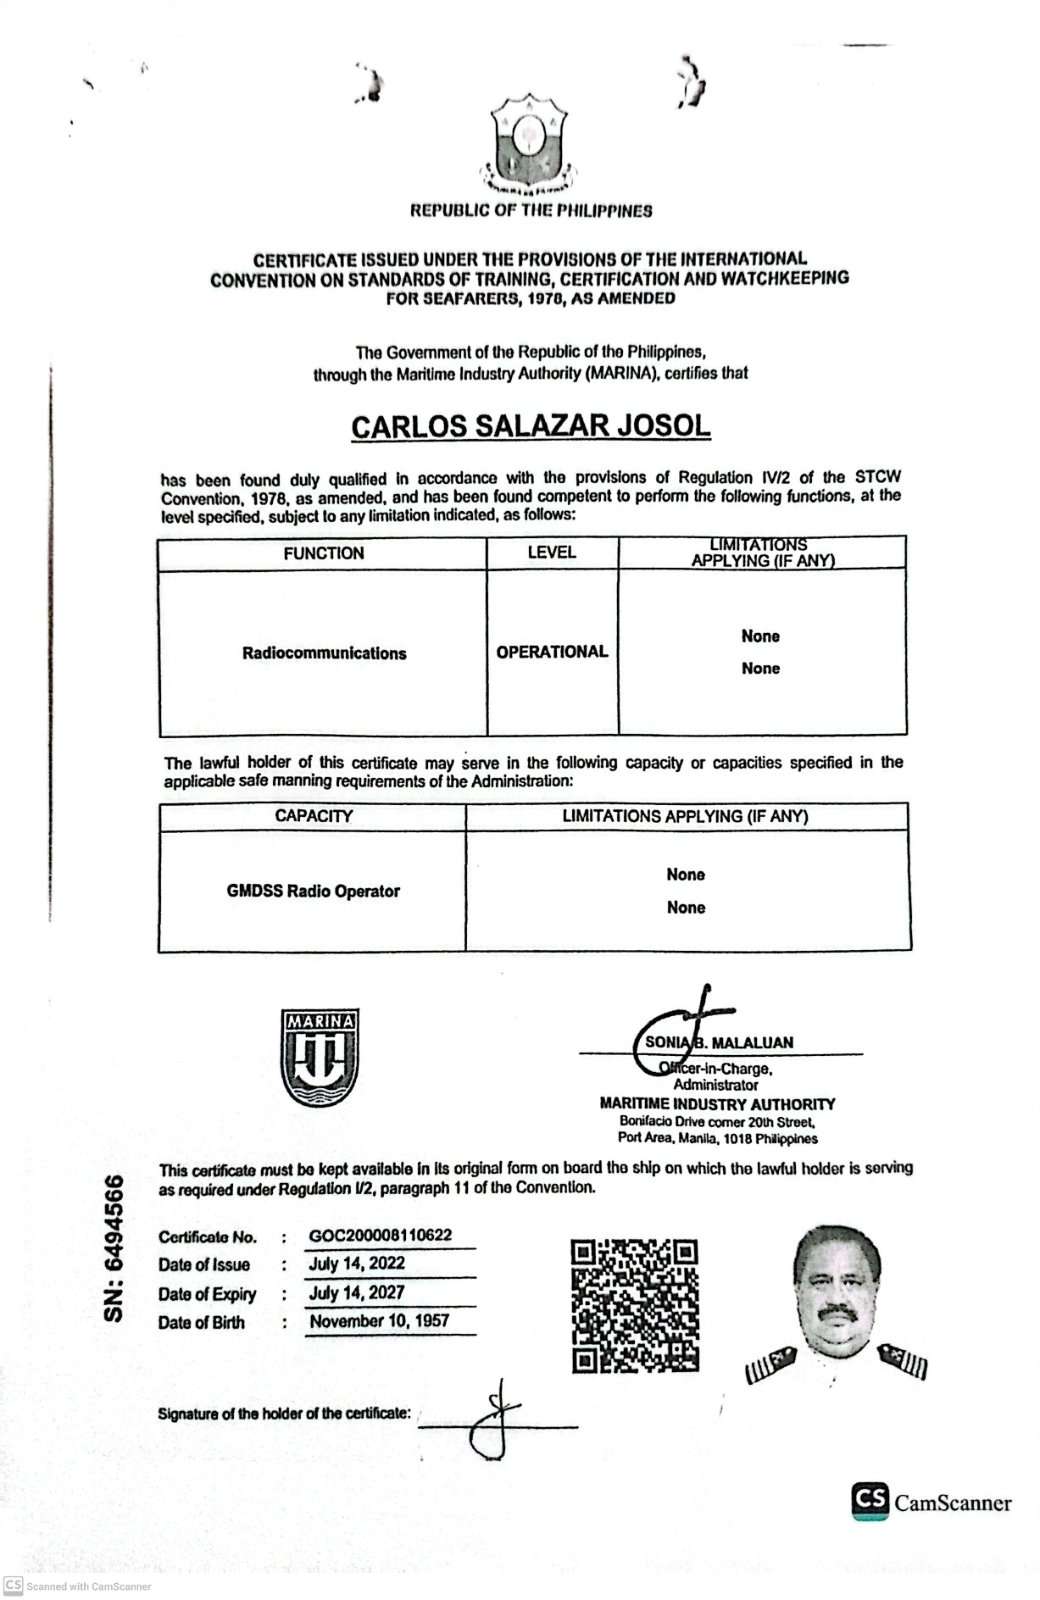 REPUBLIC OF THE PHILIPPINES
CERTIFICATE ISSUED UNDER THE PROVISIONS OF THE INTERNATIONAL
CONVENTION ON STANDARDS OF TRAINING, CERTIFICATION AND WATCHKEEPING
FOR SEAFARERS, 1978, AS AMENDED
The Government of the Republic of the Philippines,
through the Maritime Industry Authority (MARINA), certifies that
CARLOS SALAZAR JOSOL
has been found duly qualified in accordance with the provisions of Regulation IV/2 of the STCW
Convention, 1978, as amended, and has been found competent to perform the following functions, at the
level specified, subject to any limitation indicated, as follows:
FUNCTION LEVEL LIMITATIONS
APPLYING (IF ANY)
None
Radiocommunications OPERATIONAL
None
The lawful holder of this certificate may serve in the following capacity or capacities specified in the
applicable safe manning requirements of the Administration:
CAPACITY LIMITATIONS APPLYING (IF ANY)
None
GMDSS Radio Operator
None
MARINA
SONIA B. MALALUAN
Officer-in-Charge,
Administrator
MARITIME INDUSTRY AUTHORITY
Bonifacio Drive corner 20th Street,
Port Area, Manila, 1018 Philippines
This certificate must be kept available in its original form on board the ship on which the lawful holder is serving
as required under Regulation I/2, paragraph 11 of the Convention.
SN: 6494566
Certificate No. : GOC200008110622
Date of Issue : July 14, 2022
Date of Expiry : July 14, 2027
Date of Birth : November 10, 1957
Signature of the holder of the certificate:
CS CamScanner
CS Scanned with CamScanner